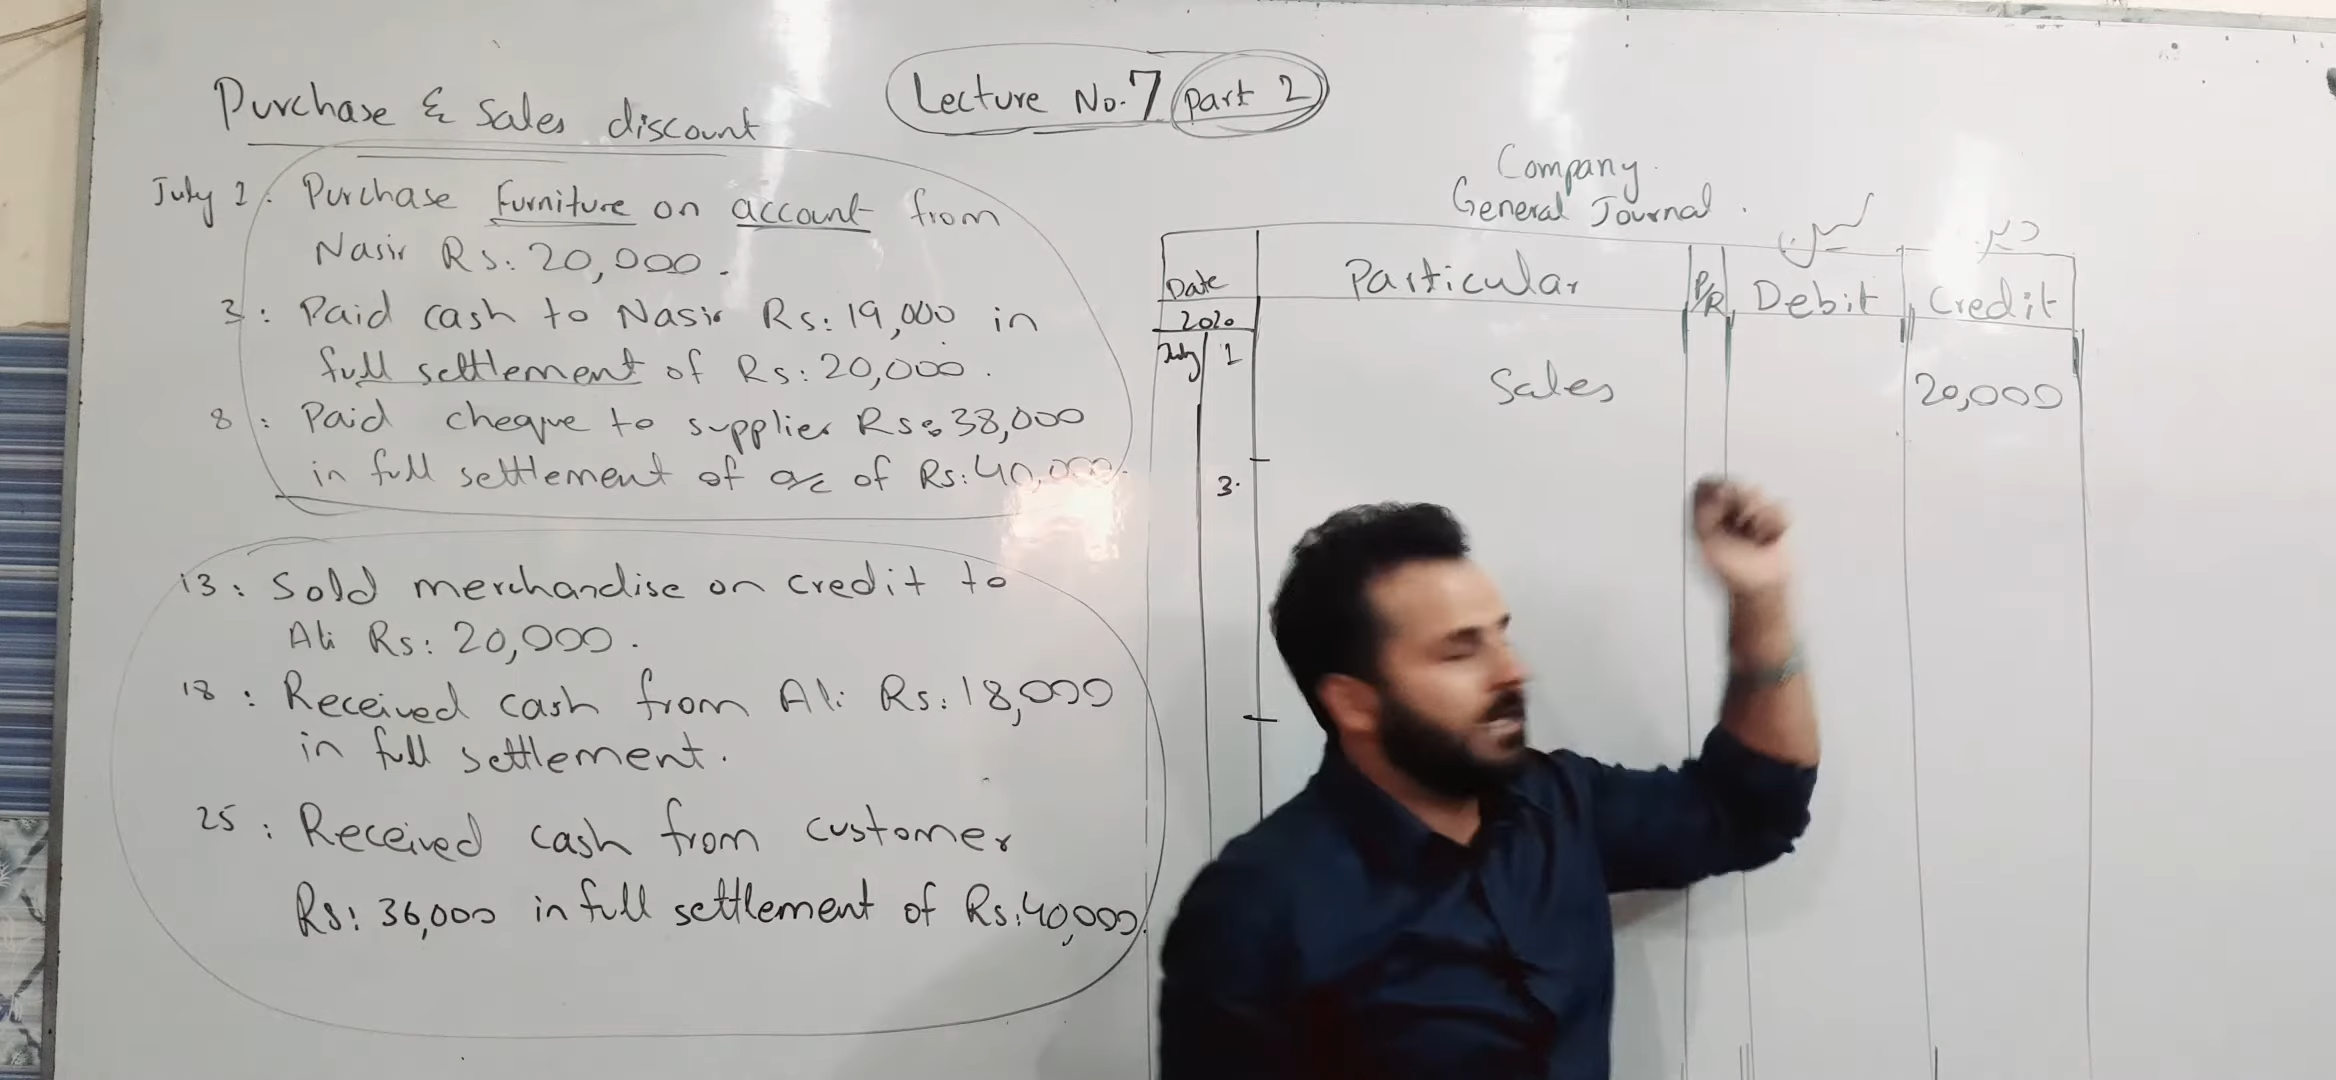 Lecture No.7 part 2
Purchase & Sales discount
July 1: Purchase Furniture on account from
Nasir Rs: 20,000.
3: Paid cash to Nasir Rs: 19,000 in
full settlement of Rs: 20,000.
8: Paid cheque to supplier Rs: 38,000
in full settlement of a/c of Rs: 40,000.
13: Sold merchandise on credit to
Ali Rs: 20,000.
18: Received cash from Ali Rs: 18,000
in full settlement.
25: Received cash from customer
Rs: 36,000 in full settlement of Rs: 40,000.
Company.
General Journal.
Date Particular P/R Debit Credit
2020
July 1
Sales 20,000
3.